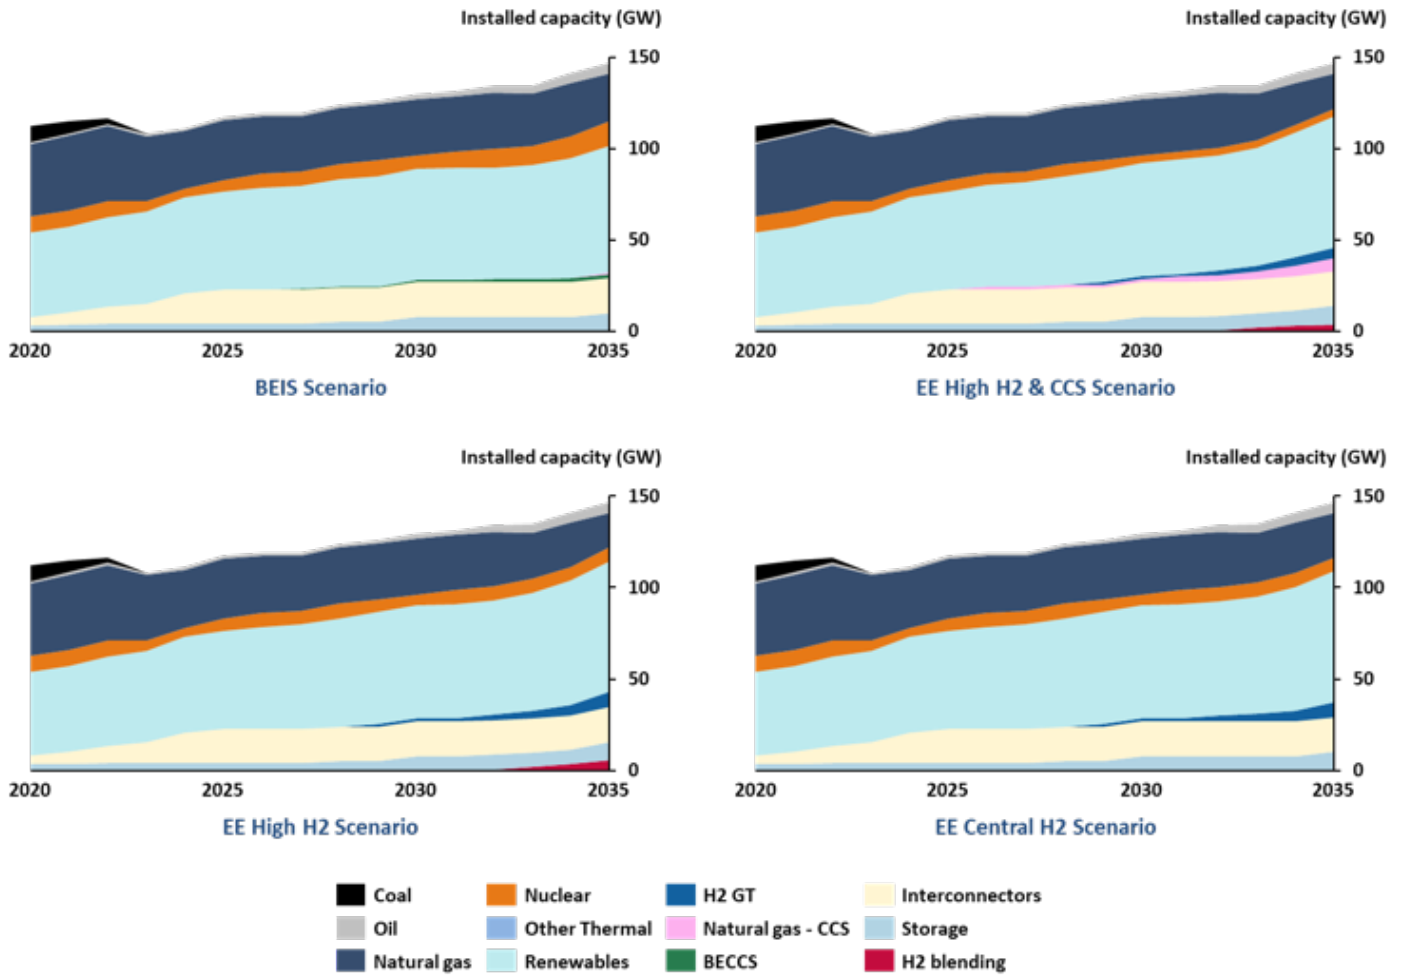 Installed capacity (GW)
150
100
50
0
2020 2025 2030 2035
BEIS Scenario
Installed capacity (GW)
150
100
50
0
2020 2025 2030 2035
EE High H2 & CCS Scenario
Installed capacity (GW)
150
100
50
0
2020 2025 2030 2035
EE High H2 Scenario
Installed capacity (GW)
150
100
50
0
2020 2025 2030 2035
EE Central H2 Scenario
Coal Nuclear H2 GT Interconnectors
Oil Other Thermal Natural gas - CCS Storage
Natural gas Renewables BECCS H2 blending